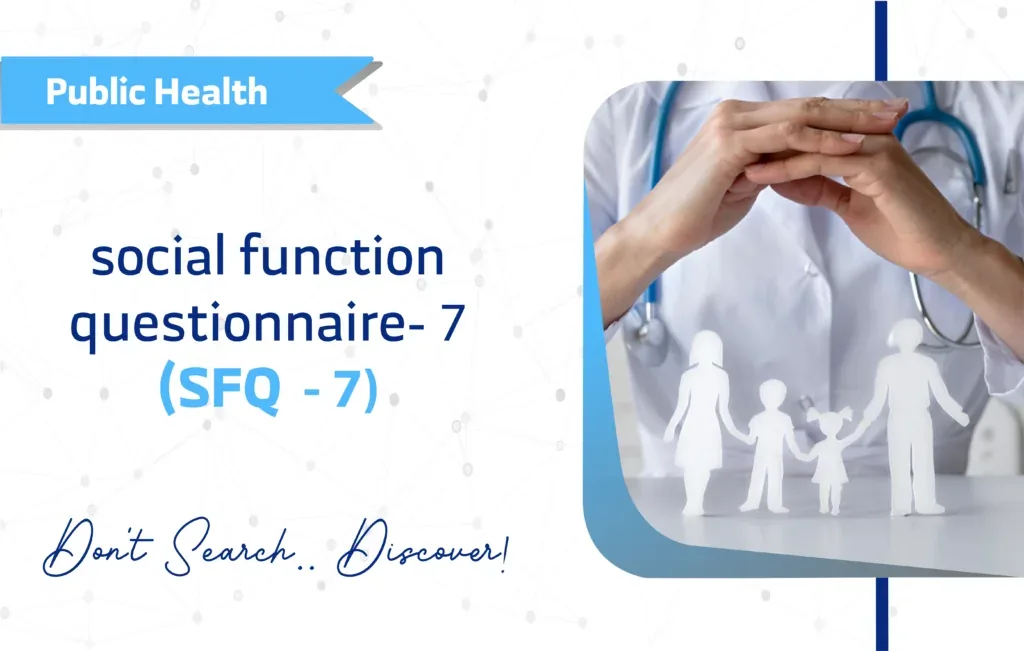 Public Health
social function
questionnaire- 7
(SFQ - 7)
Don't Search.. Discover!